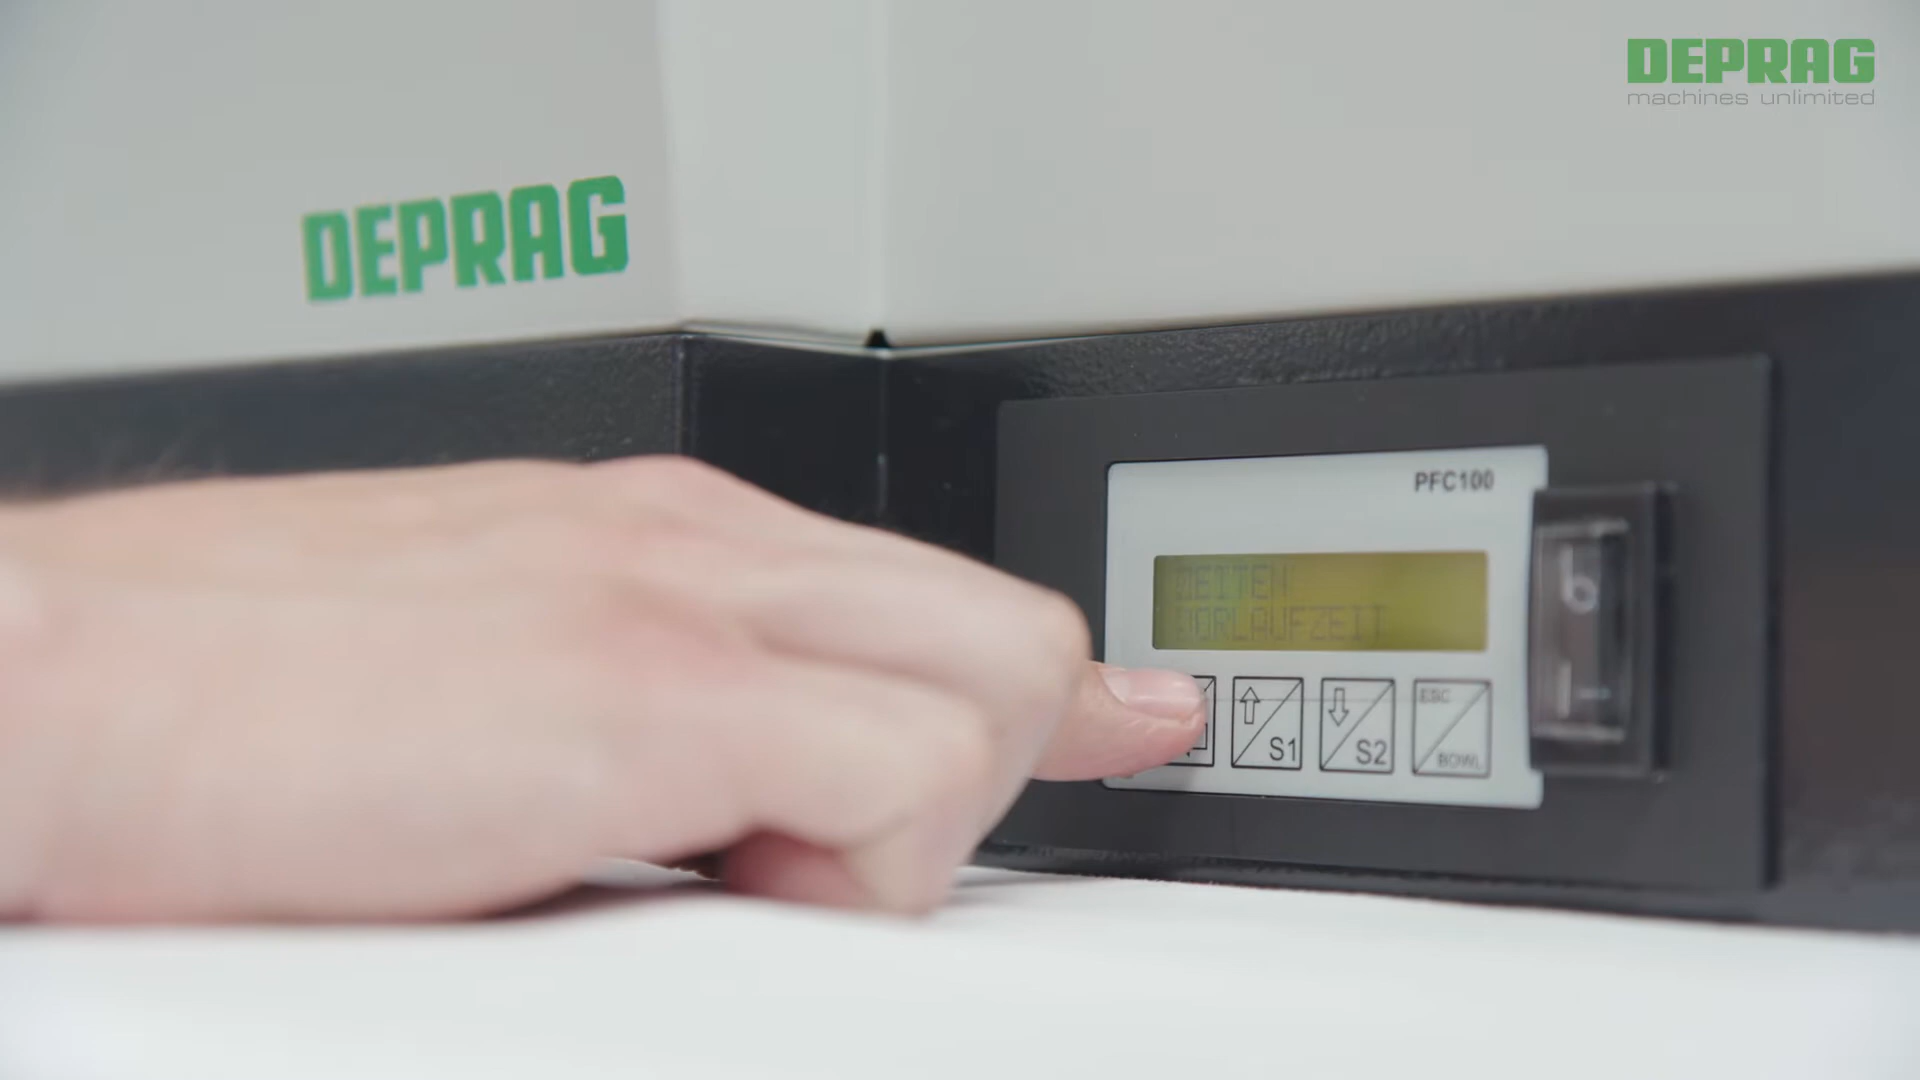 DEPRAG
machines unlimited
DEPRAG
PFC100
ZEITEN
VORLAUFZEIT
S1
S2
ESC
BOWL